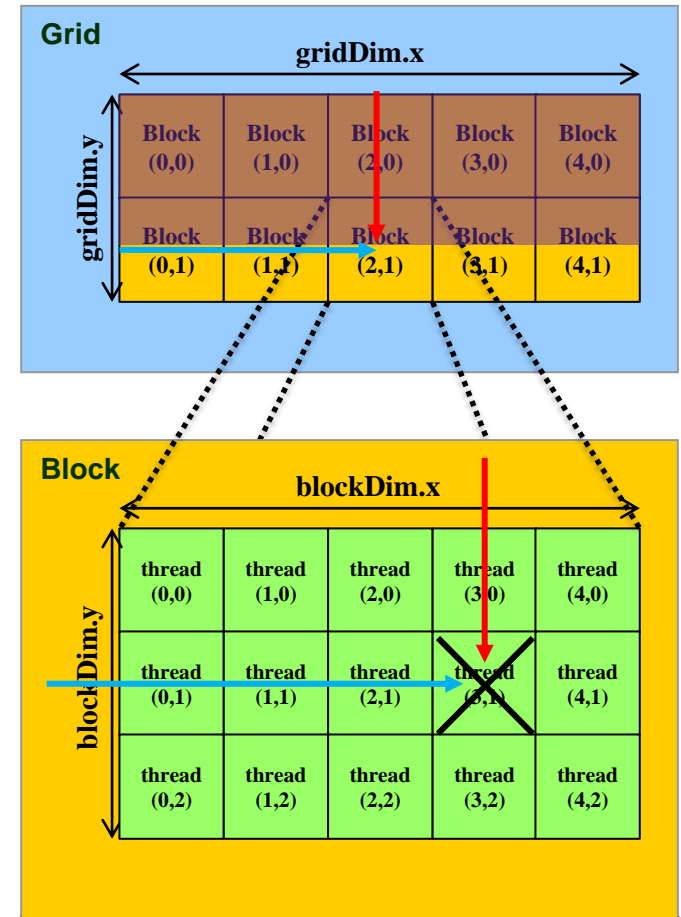 Grid
gridDim.x
gridDim.y
Block Block Block Block Block
(0,0) (1,0) (2,0) (3,0) (4,0)
Block Block Block Block Block
(0,1) (1,1) (2,1) (3,1) (4,1)
Block
blockDim.x
blockDim.y
thread thread thread thread thread
(0,0) (1,0) (2,0) (3,0) (4,0)
thread thread thread thread thread
(0,1) (1,1) (2,1) (3,1) (4,1)
thread thread thread thread thread
(0,2) (1,2) (2,2) (3,2) (4,2)